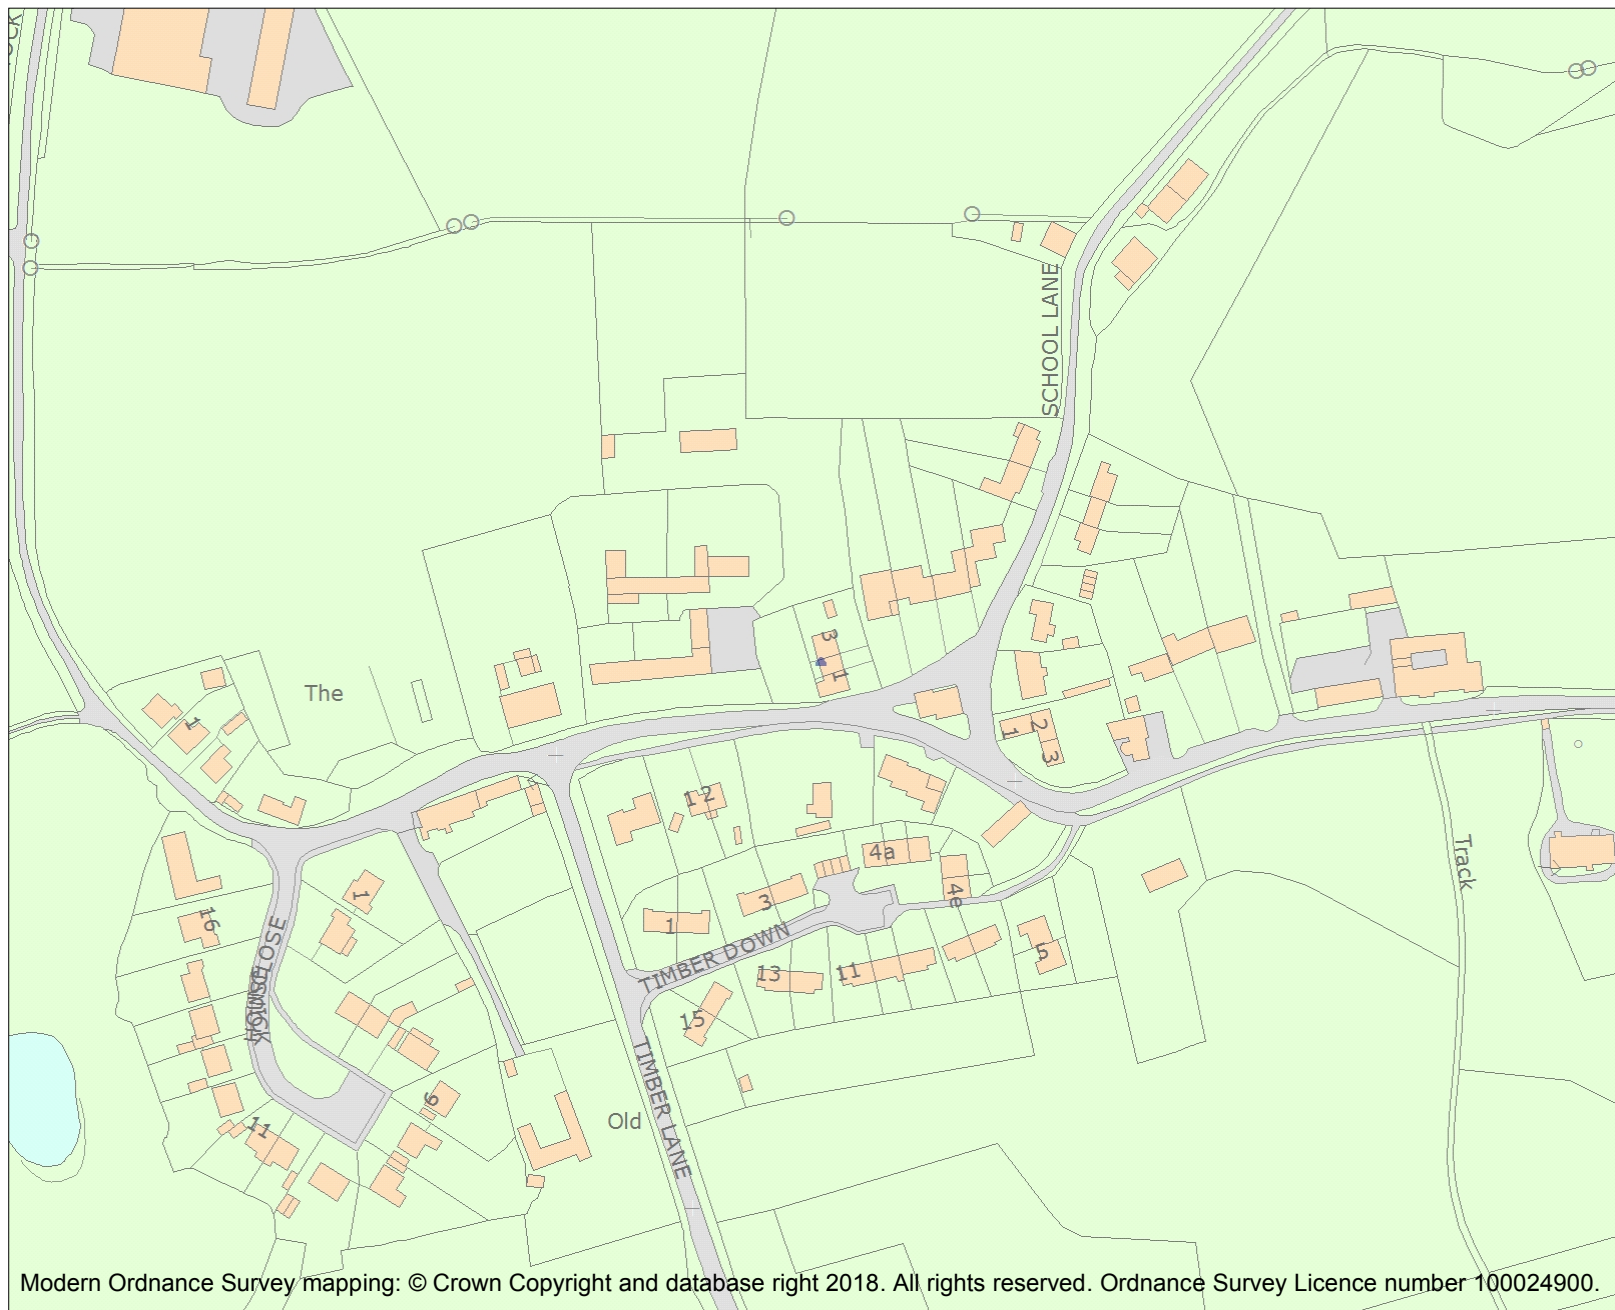 SCHOOL LANE
The
1
3
1
1
2
3
1 2
4a
4e
1
16
3
1
TIMBER DOWN
13
11
5
15
CLOSE
TIMBER LANE
9
11
Old
Track
Modern Ordnance Survey mapping: © Crown Copyright and database right 2018. All rights reserved. Ordnance Survey Licence number 100024900.